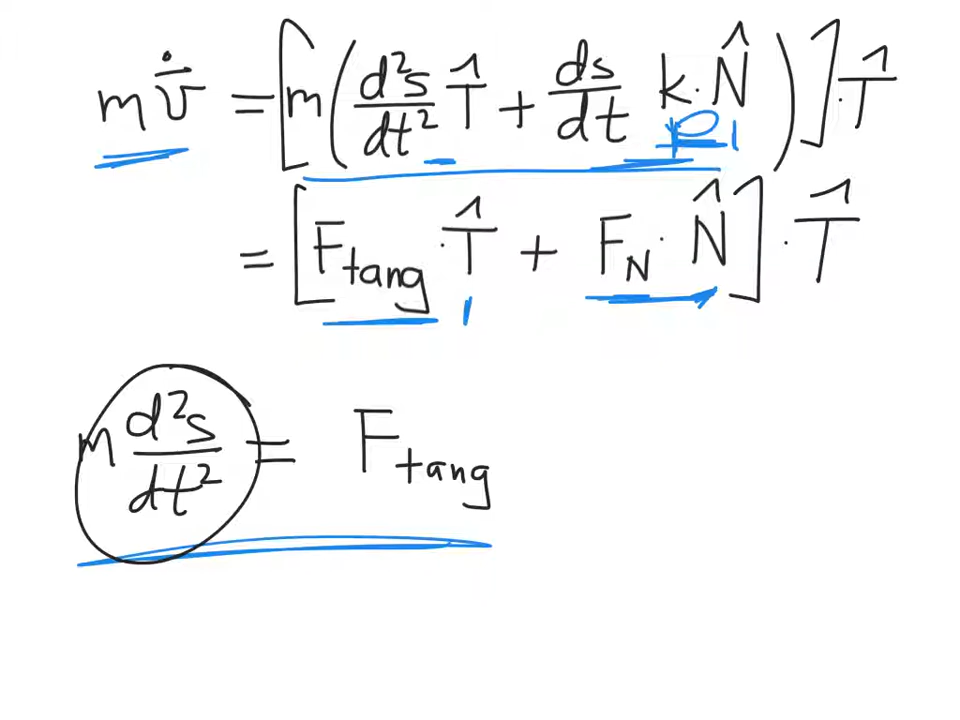 m v̇̄ = [m(d²s/dt² T̂ + ds/dt k·N̂)]·T̂
= [F_tang·T̂ + F_N·N̂]·T̂
m d²s/dt² = F_tang